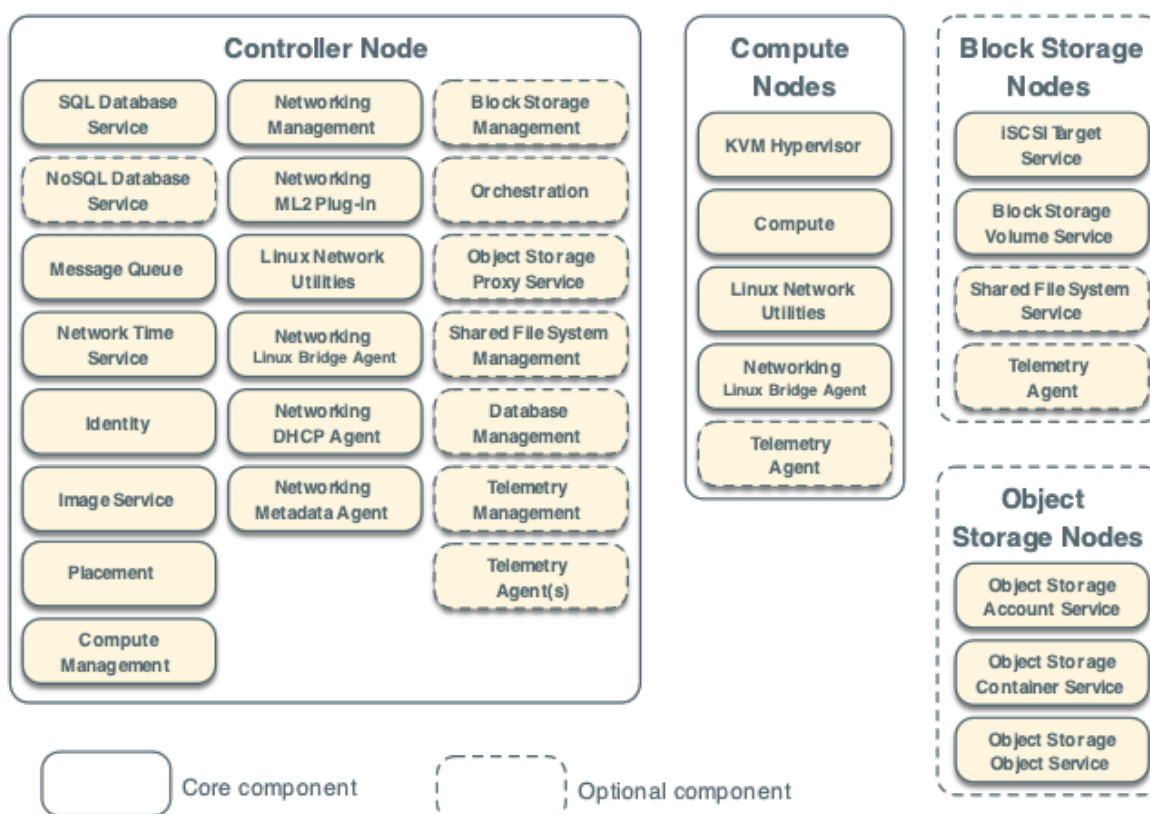 Controller Node
SQL Database
Service
NoSQL Database
Service
Message Queue
Network Time
Service
Identity
Image Service
Placement
Compute
Management
Networking
Management
Networking
ML2 Plug-in
Linux Network
Utilities
Networking
Linux Bridge Agent
Networking
DHCP Agent
Networking
Metadata Agent
Block Storage
Management
Orchestration
Object Storage
Proxy Service
Shared File System
Management
Database
Management
Telemetry
Management
Telemetry
Agent(s)
Compute
Nodes
KVM Hypervisor
Compute
Linux Network
Utilities
Networking
Linux Bridge Agent
Telemetry
Agent
Block Storage
Nodes
iSCSI Target
Service
Block Storage
Volume Service
Shared File System
Service
Telemetry
Agent
Object
Storage Nodes
Object Storage
Account Service
Object Storage
Container Service
Object Storage
Object Service
Core component
Optional component